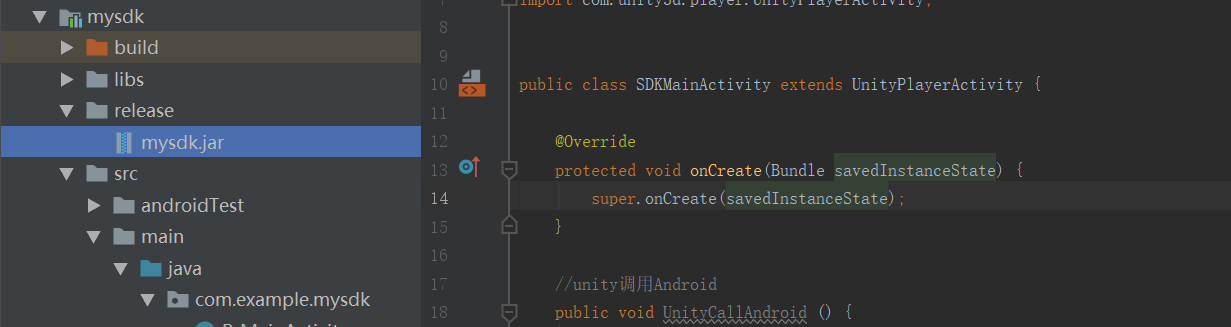 mysdk
build
libs
release
mysdk.jar
src
androidTest
main
java
com.example.mysdk
import com.unity3d.player.UnityPlayerActivity;
8
9
10 public class SDKMainActivity extends UnityPlayerActivity {
11
12 @Override
13 protected void onCreate(Bundle savedInstanceState) {
14 super.onCreate(savedInstanceState);
15 }
16
17 //unity调用Android
18 public void UnityCallAndroid () {